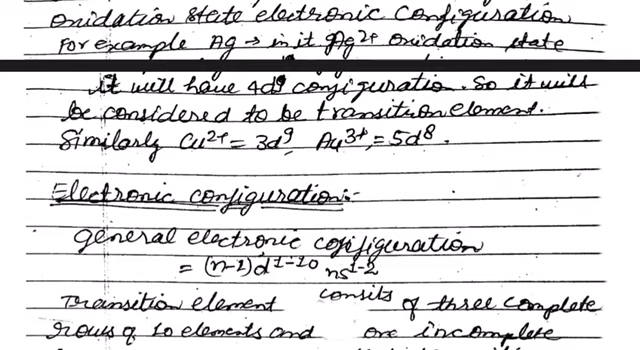 Oxidation state electronic configuration
For example Ag → in it Ag2+ oxidation state
it will have 4d9 configuration. So it will
be considered to be transition element.
Similarly Cu2+ = 3d9, Au3+ = 5d8.
Electronic configuration:-
general electronic configuration
= (n-1)d1-10 ns1-2
Transition element consits of three complete
rows of 10 elements and one incomplete